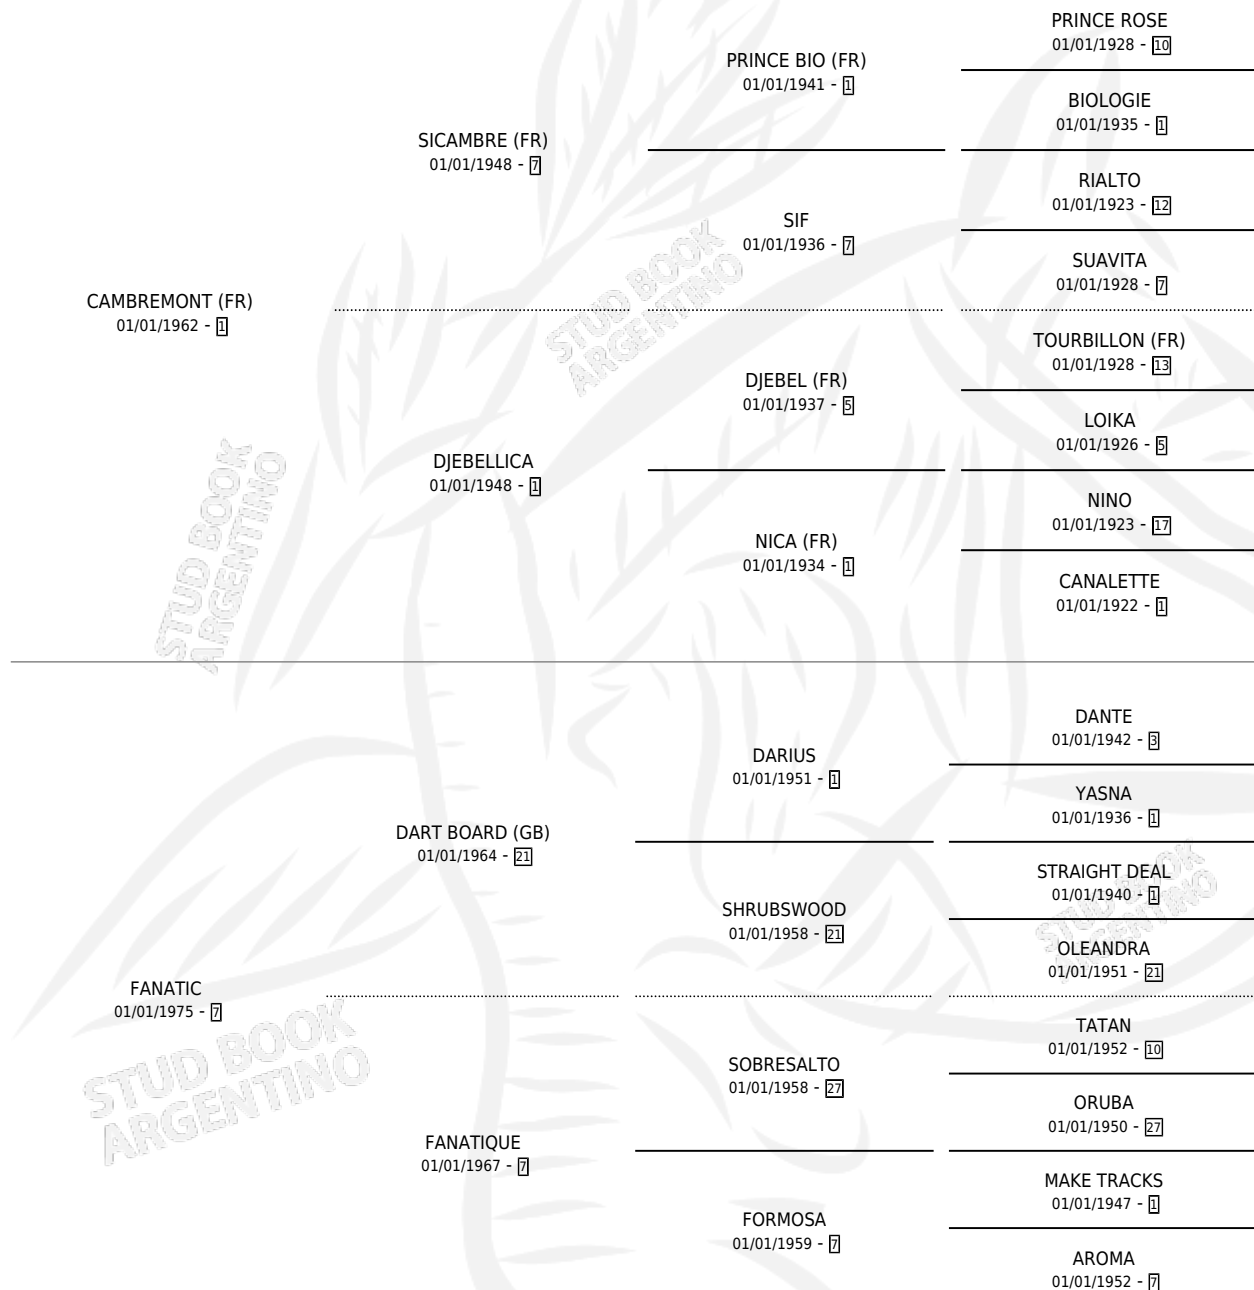 PRINCE ROSE
01/01/1928 - 10
PRINCE BIO (FR)
01/01/1941 - 1
BIOLOGIE
01/01/1935 - 1
SICAMBRE (FR)
01/01/1948 - 7
RIALTO
01/01/1923 - 12
SIF
01/01/1936 - 7
SUAVITA
01/01/1928 - 7
CAMBREMONT (FR)
01/01/1962 - 1
TOURBILLON (FR)
01/01/1928 - 13
DJEBEL (FR)
01/01/1937 - 5
LOIKA
01/01/1926 - 5
DJEBELLICA
01/01/1948 - 1
NINO
01/01/1923 - 17
NICA (FR)
01/01/1934 - 1
CANALETTE
01/01/1922 - 1
DANTE
01/01/1942 - 3
DARIUS
01/01/1951 - 1
YASNA
01/01/1936 - 1
DART BOARD (GB)
01/01/1964 - 21
STRAIGHT DEAL
01/01/1940 - 1
SHRUBSWOOD
01/01/1958 - 21
OLEANDRA
01/01/1951 - 21
FANATIC
01/01/1975 - 7
TATAN
01/01/1952 - 10
SOBRESALTO
01/01/1958 - 27
ORUBA
01/01/1950 - 27
FANATIQUE
01/01/1967 - 7
MAKE TRACKS
01/01/1947 - 1
FORMOSA
01/01/1959 - 7
AROMA
01/01/1952 - 7
STUD BOOK
ARGENTINO
STUD BOOK
ARGENTINO
STUD BOOK
ARGENTINO
STUD BOOK
ARGENTINO